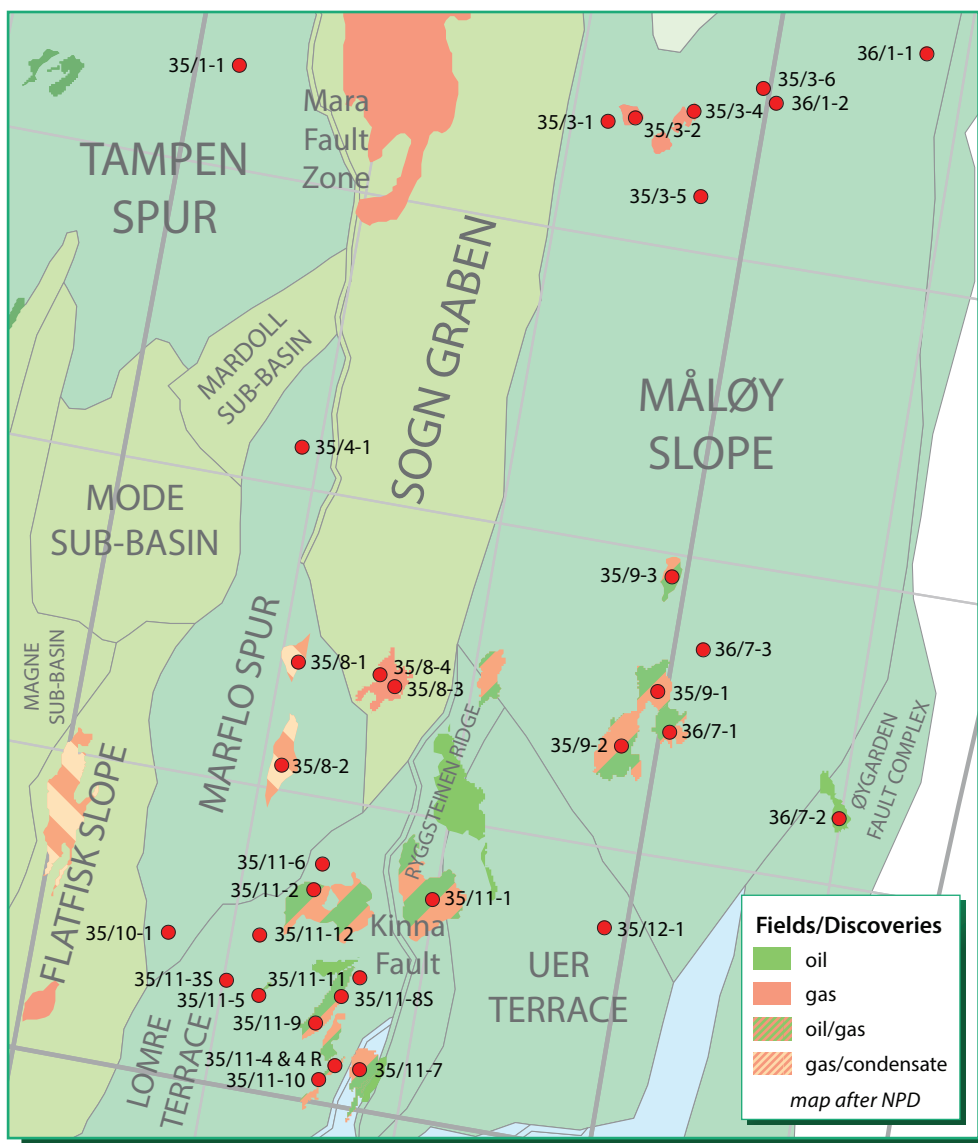 35/1-1
36/1-1
35/3-6
36/1-2
35/3-4
35/3-1
35/3-2
35/3-5
Mara
Fault
Zone
TAMPEN
SPUR
SOGN GRABEN
MARDOLL
SUB-BASIN
MÅLØY
SLOPE
35/4-1
MODE
SUB-BASIN
35/9-3
MAGNE
SUB-BASIN
MARFLO SPUR
35/8-1
35/8-4
35/8-3
36/7-3
35/9-1
36/7-1
35/9-2
35/8-2
RYGGSTEINEN RIDGE
ØYGARDEN
FAULT COMPLEX
36/7-2
FLATFISK SLOPE
35/11-6
35/11-2
35/11-1
35/10-1
35/11-12
Kinna
Fault
35/12-1
UER
TERRACE
35/11-3S
35/11-11
35/11-5
35/11-8S
35/11-9
LOMRE
TERRACE
35/11-4 & 4 R
35/11-10
35/11-7
Fields/Discoveries
oil
gas
oil/gas
gas/condensate
map after NPD